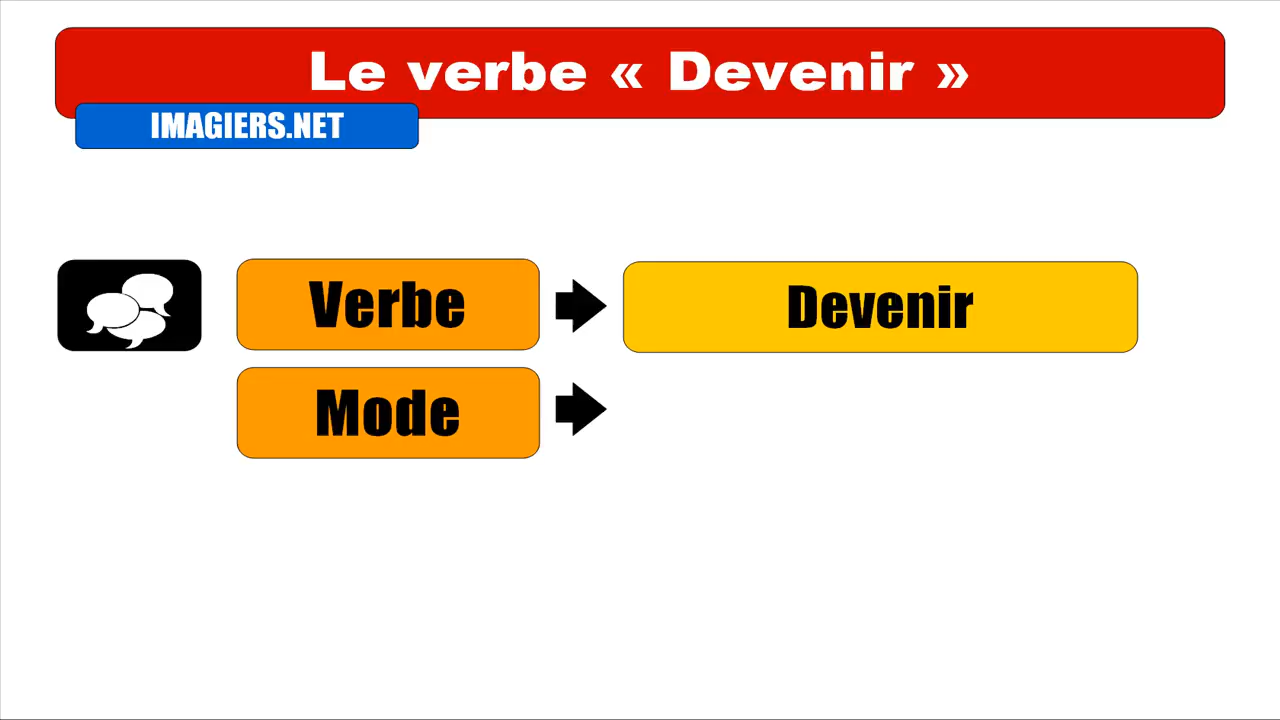 Le verbe « Devenir »
IMAGIERS.NET
Verbe
Devenir
Mode